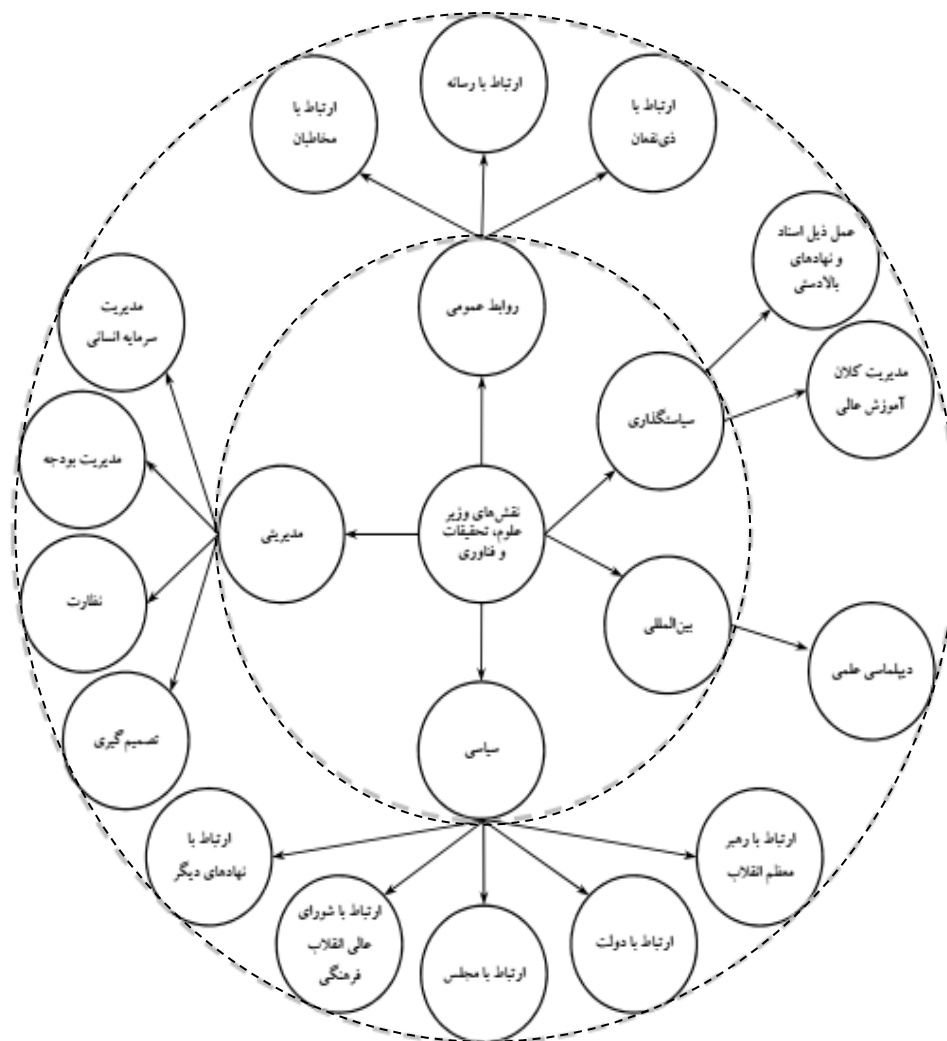 ارتباط با رسانه
ارتباط با
ذی‌نفعان
ارتباط با
مخاطبان
عمل ذیل اسناد
و نهادهای
بالادستی
روابط عمومی
مدیریت
سرمایه انسانی
مدیریت کلان
آموزش عالی
سیاستگذاری
مدیریت بودجه
نقش‌های وزیر
علوم، تحقیقات
و فناوری
مدیریتی
نظارت
بین‌المللی
دیپلماسی علمی
تصمیم‌گیری
سیاسی
ارتباط با رهبر
معظم انقلاب
ارتباط با
نهادهای دیگر
ارتباط با شورای
عالی انقلاب
فرهنگی
ارتباط با دولت
ارتباط با مجلس